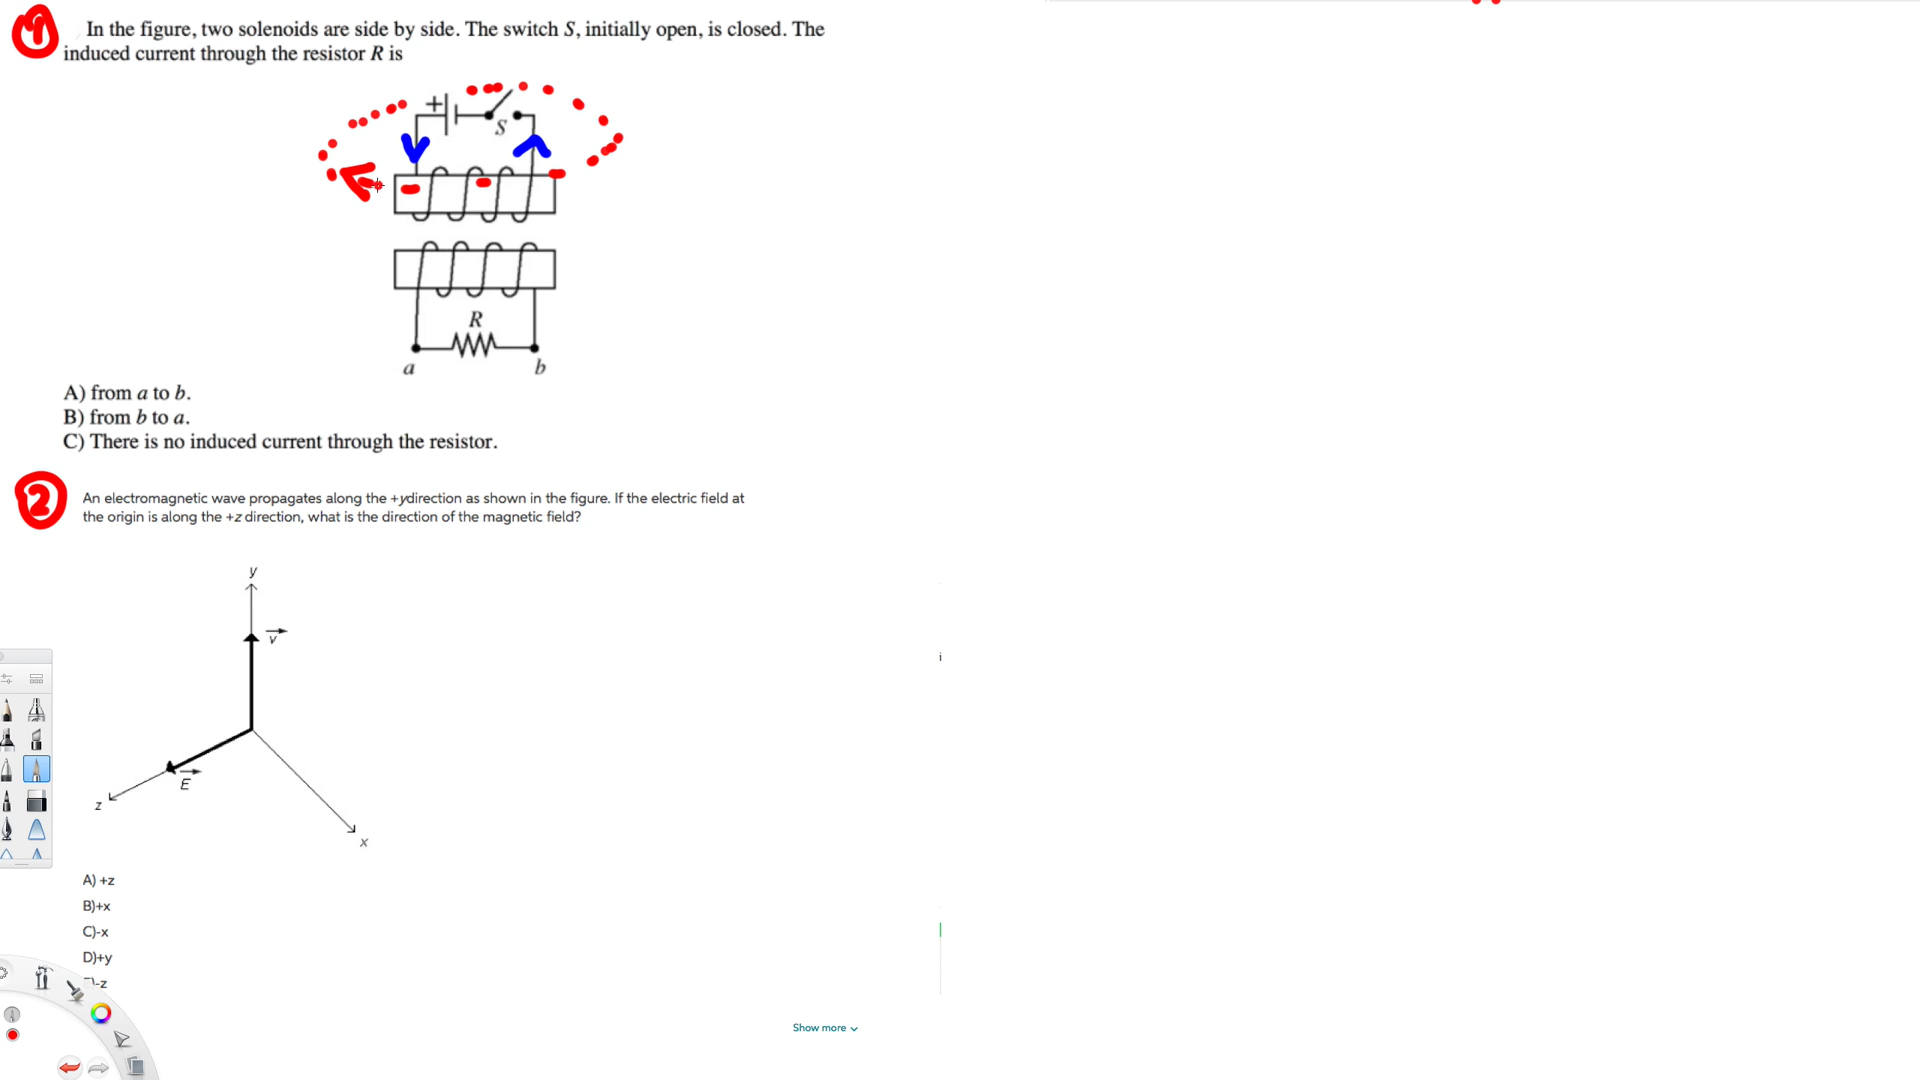 1
In the figure, two solenoids are side by side. The switch S, initially open, is closed. The
induced current through the resistor R is
+
S
R
a
b
A) from a to b.
B) from b to a.
C) There is no induced current through the resistor.
2
An electromagnetic wave propagates along the +ydirection as shown in the figure. If the electric field at
the origin is along the +z direction, what is the direction of the magnetic field?
y
v
E
z
x
A) +z
B)+x
C)-x
D)+y
-z
i
Show more